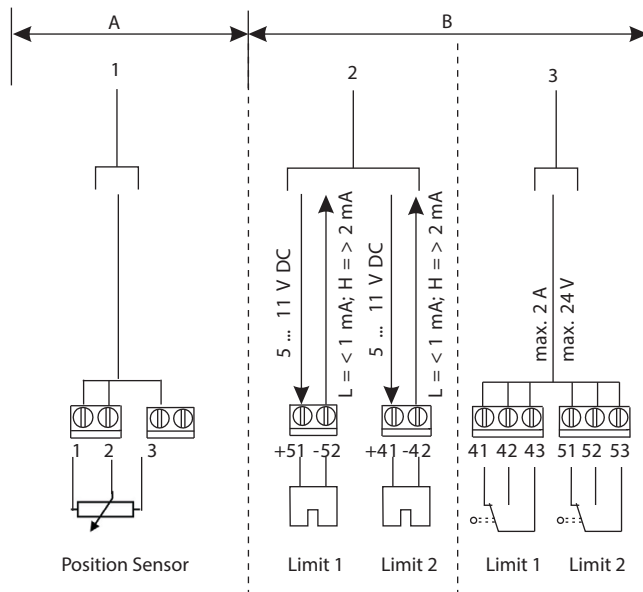 A B
1 2 3
5 ... 11 V DC
L = < 1 mA; H = > 2 mA
5 ... 11 V DC
L = < 1 mA; H = > 2 mA
max. 2 A
max. 24 V
1 2 3 +51 -52 +41 -42 41 42 43 51 52 53
Position Sensor Limit 1 Limit 2 Limit 1 Limit 2